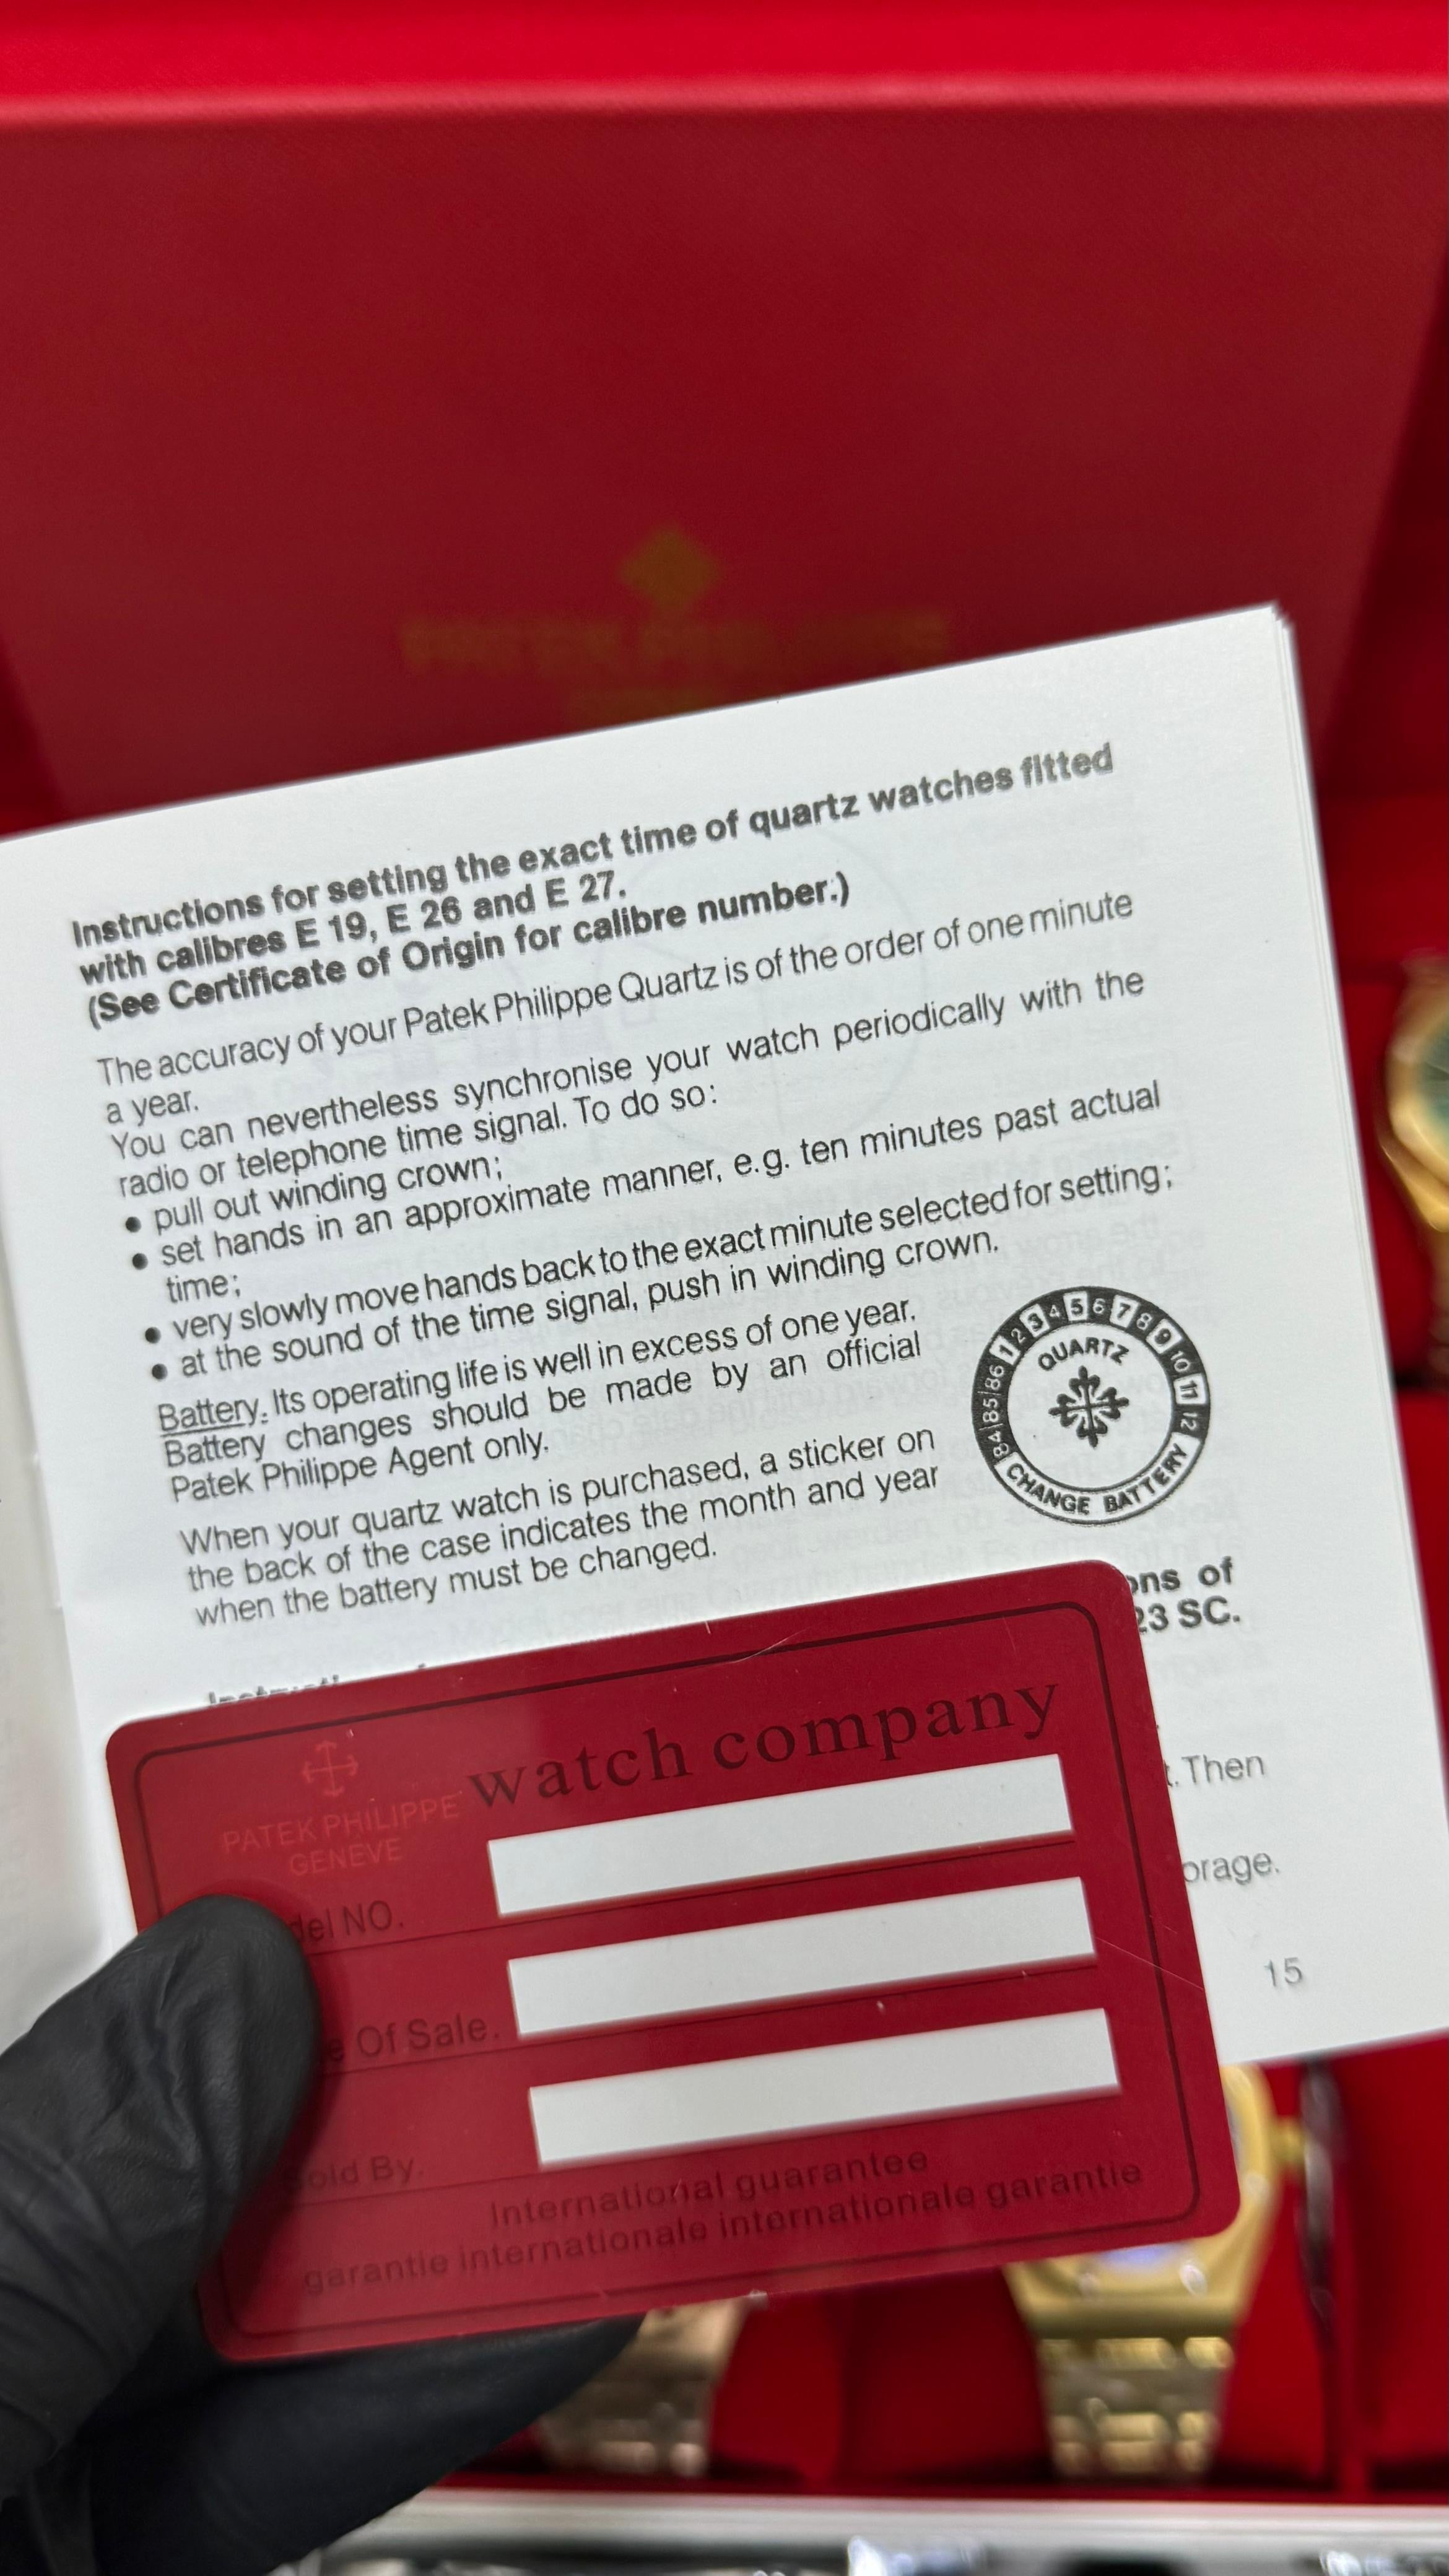 PATEK PHILIPPE
Instructions for setting the exact time of quartz watches fitted
with calibres E 19, E 26 and E 27.
(See Certificate of Origin for calibre number.)
The accuracy of your Patek Philippe Quartz is of the order of one minute
a year.
You can nevertheless synchronise your watch periodically with the
radio or telephone time signal. To do so:
• pull out winding crown;
• set hands in an approximate manner, e.g. ten minutes past actual
time;
• very slowly move hands back to the exact minute selected for setting;
• at the sound of the time signal, push in winding crown.
Battery. Its operating life is well in excess of one year.
Battery changes should be made by an official
Patek Philippe Agent only.
When your quartz watch is purchased, a sticker on
the back of the case indicates the month and year
when the battery must be changed.
84 85 86 1 2 3 4 5 6 7 8 9 10 11 12
QUARTZ
CHANGE BATTERY
ons of
23 SC.
. Then
orage.
15
watch company
PATEK PHILIPPE
GENEVE
del NO.
e Of Sale.
Sold By.
International guarantee
garantie internationale internationale garantie